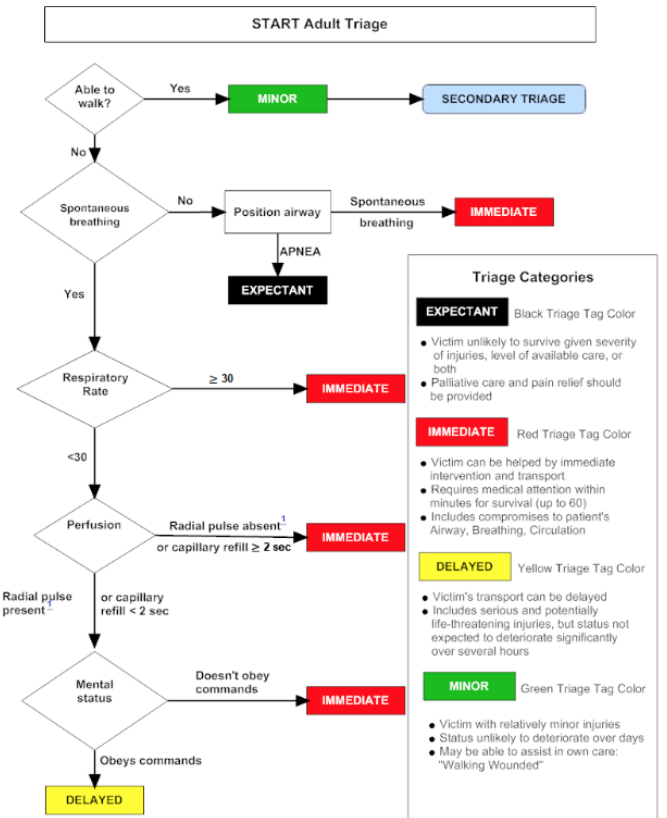 START Adult Triage
Able to
walk?
Yes
MINOR
SECONDARY TRIAGE
No
Spontaneous
breathing
No
Position airway
Spontaneous
breathing
IMMEDIATE
APNEA
EXPECTANT
Yes
Respiratory
Rate
≥ 30
IMMEDIATE
<30
Perfusion
Radial pulse absent1
or capillary refill ≥ 2 sec
IMMEDIATE
Radial pulse
present1
or capillary
refill < 2 sec
Mental
status
Doesn't obey
commands
IMMEDIATE
Obeys commands
DELAYED
Triage Categories
EXPECTANT Black Triage Tag Color
• Victim unlikely to survive given severity
of injuries, level of available care, or
both
• Palliative care and pain relief should
be provided
IMMEDIATE Red Triage Tag Color
• Victim can be helped by immediate
intervention and transport
• Requires medical attention within
minutes for survival (up to 60)
• Includes compromises to patient's
Airway, Breathing, Circulation
DELAYED Yellow Triage Tag Color
• Victim's transport can be delayed
• Includes serious and potentially
life-threatening injuries, but status not
expected to deteriorate significantly
over several hours
MINOR Green Triage Tag Color
• Victim with relatively minor injuries
• Status unlikely to deteriorate over days
• May be able to assist in own care:
"Walking Wounded"